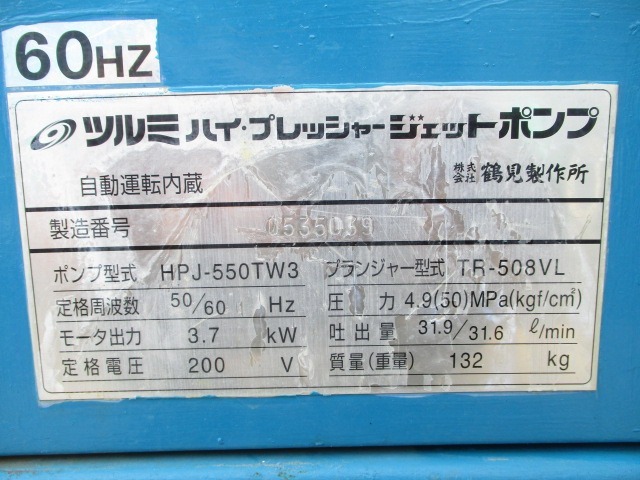 60HZ
ツルミ ハイ・プレッシャージェットポンプ
自動運転内蔵
株式会社 鶴見製作所
製造番号 0535039
ポンプ型式 HPJ-550TW3 プランジャー型式 TR-508VL
定格周波数 50/60 Hz 圧力 4.9(50)MPa(kgf/cm²)
モータ出力 3.7 kW 吐出量 31.9/31.6 ℓ/min
定格電圧 200 V 質量(重量) 132 kg